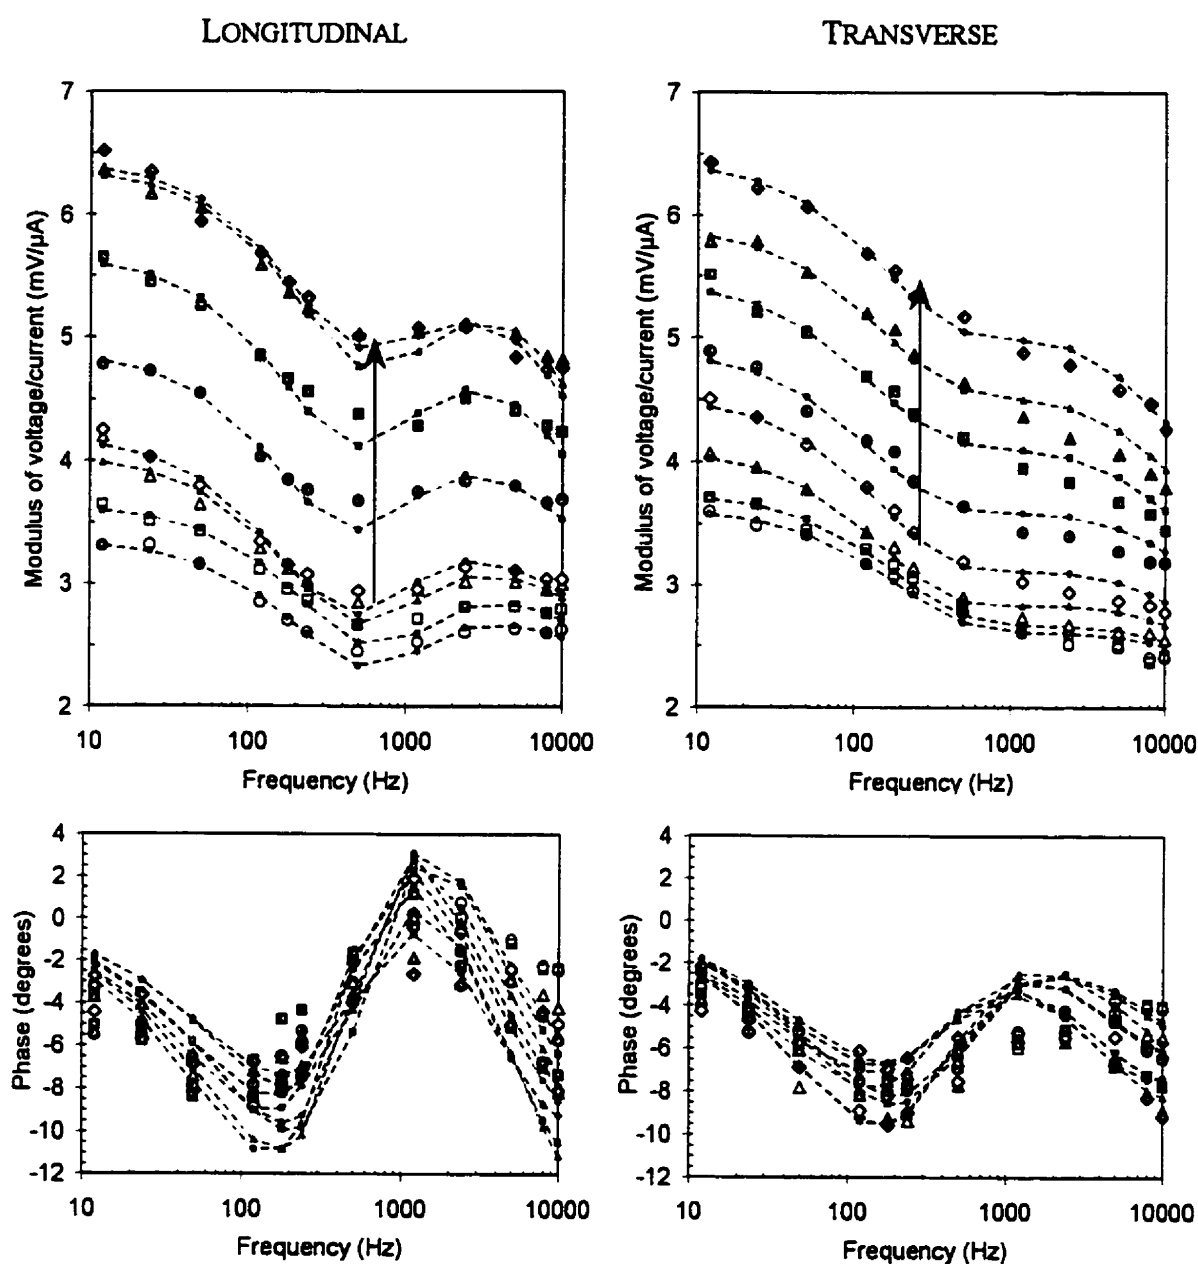 LONGITUDINAL
TRANSVERSE
Modulus of voltage/current (mV/µA)
7
6
5
4
3
2
10 100 1000 10000
Frequency (Hz)
Modulus of voltage/current (mV/µA)
7
6
5
4
3
2
10 100 1000 10000
Frequency (Hz)
Phase (degrees)
4
2
0
-2
-4
-6
-8
-10
-12
10 100 1000 10000
Frequency (Hz)
Phase (degrees)
4
2
0
-2
-4
-6
-8
-10
-12
10 100 1000 10000
Frequency (Hz)